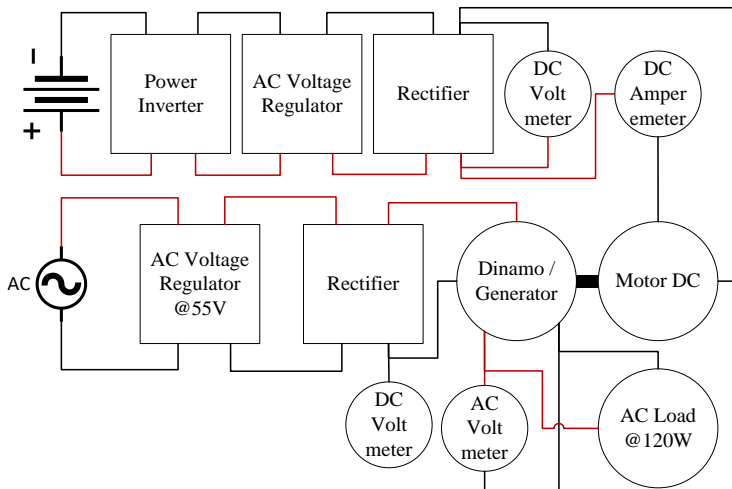 -
+
Power
Inverter
AC Voltage
Regulator
Rectifier
DC
Volt
meter
DC
Amper
emeter
AC
AC Voltage
Regulator
@55V
Rectifier
Dinamo /
Generator
Motor DC
DC
Volt
meter
AC
Volt
meter
AC Load
@120W